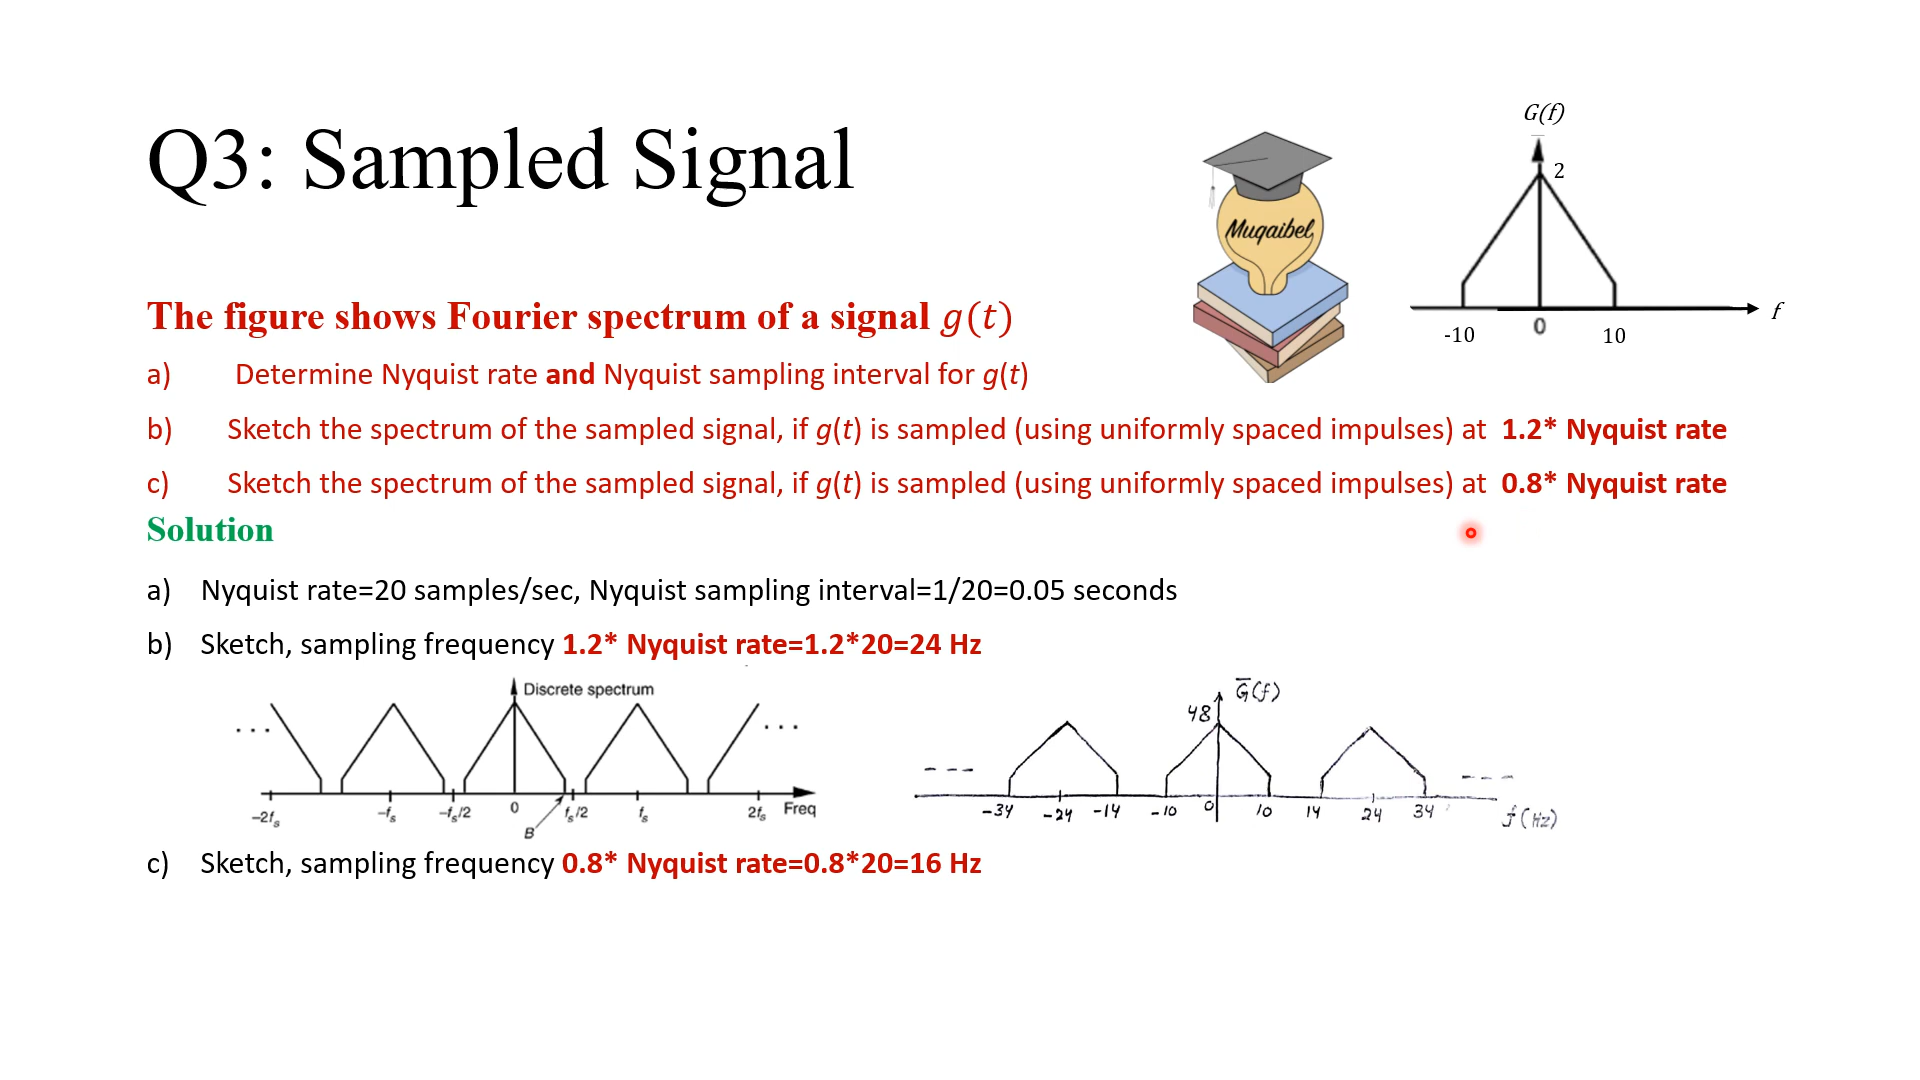 Q3: Sampled Signal
Muqaibel
G(f)
2
-10 0 10
f
The figure shows Fourier spectrum of a signal g(t)
a) Determine Nyquist rate and Nyquist sampling interval for g(t)
b) Sketch the spectrum of the sampled signal, if g(t) is sampled (using uniformly spaced impulses) at 1.2* Nyquist rate
c) Sketch the spectrum of the sampled signal, if g(t) is sampled (using uniformly spaced impulses) at 0.8* Nyquist rate
Solution
a) Nyquist rate=20 samples/sec, Nyquist sampling interval=1/20=0.05 seconds
b) Sketch, sampling frequency 1.2* Nyquist rate=1.2*20=24 Hz
Discrete spectrum
-2fs -fs -fs/2 0 fs/2 fs 2fs Freq
B
G̅(f)
48
-34 -24 -14 -10 0 10 14 24 34 f(Hz)
c) Sketch, sampling frequency 0.8* Nyquist rate=0.8*20=16 Hz